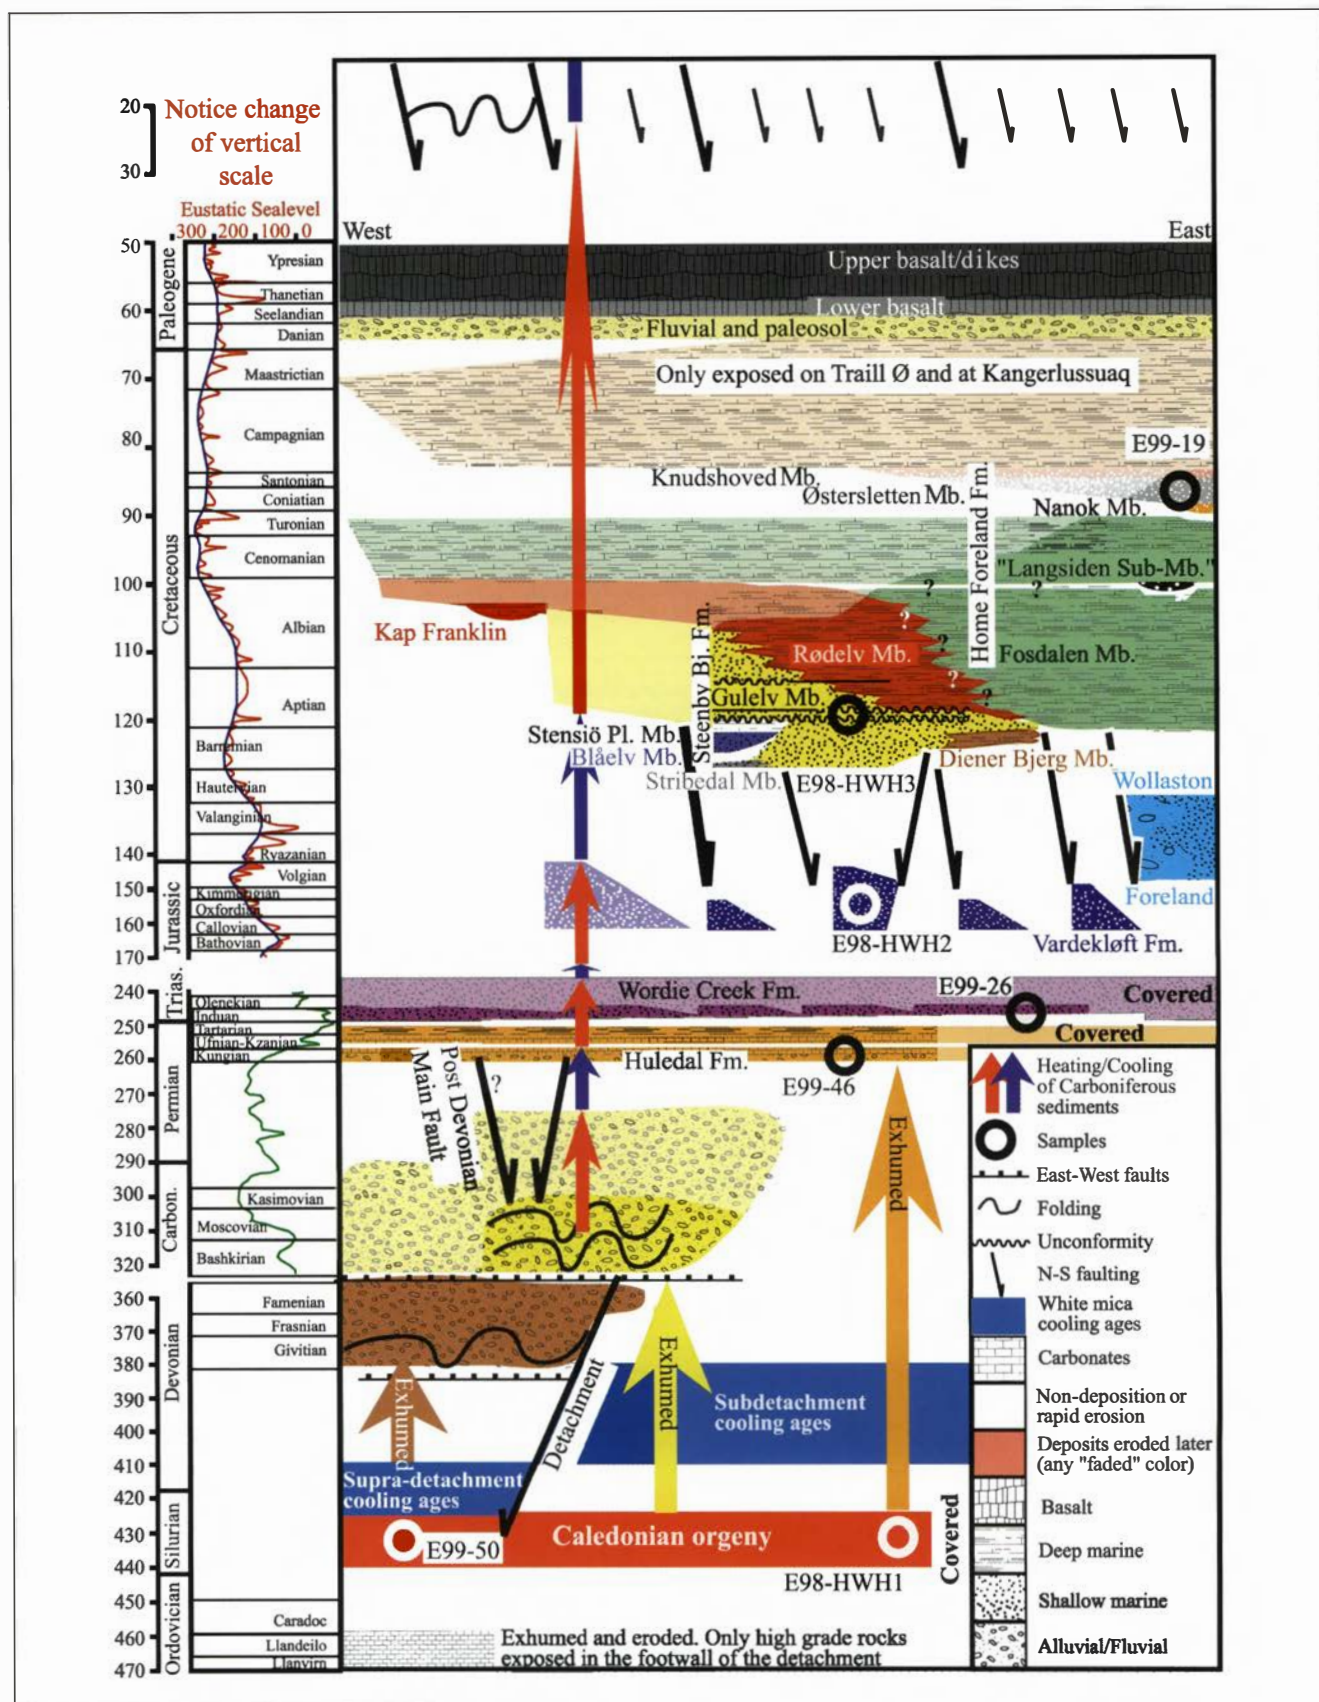 20
30
Notice change
of vertical
scale
Eustatic Sealevel
300 200 100 0
West
East
50
60
70
80
90
100
110
120
130
140
150
160
170
240
250
260
270
280
290
300
310
320
360
370
380
390
400
410
420
430
440
450
460
470
Paleogene
Cretaceous
Jurassic
Trias.
Permian
Carbon.
Devonian
Silurian
Ordovician
Ypresian
Thanetian
Seelandian
Danian
Maastrictian
Campagnian
Santonian
Coniatian
Turonian
Cenomanian
Albian
Aptian
Barremian
Hauterivian
Valanginian
Ryazanian
Volgian
Kimmerigian
Oxfordian
Callovian
Bathovian
Olenekian
Induan
Tartarian
Ufnian-Kzanian
Kungian
Kasimovian
Moscovian
Bashkirian
Famenian
Frasnian
Givitian
Caradoc
Llandeilo
Llanvirn
Upper basalt/dikes
Lower basalt
Fluvial and paleosol
Only exposed on Traill Ø and at Kangerlussuaq
E99-19
Knudshoved Mb.
Østersletten Mb.
Nanok Mb.
Home Foreland Fm.
"Langsiden Sub-Mb."
? ?
Kap Franklin
Steenby Bj. Fm.
Rødelv Mb.
Fosdalen Mb.
? ? ? ?
Gulelv Mb
Stensiö Pl. Mb.
Blåelv Mb.
Stribedal Mb.
E98-HWH3
Diener Bjerg Mb.
Wollaston
Foreland
E98-HWH2
Vardekløft Fm.
Wordie Creek Fm.
E99-26
Covered
Covered
Huledal Fm.
E99-46
Post Devonian
Main Fault
?
Exhumed
Exhumed
Exhumed
Detachment
Subdetachment
cooling ages
Supra-detachment
cooling ages
Caledonian orgeny
E99-50
E98-HWH1
Covered
Exhumed and eroded. Only high grade rocks
exposed in the footwall of the detachment
Heating/Cooling
of Carboniferous
sediments
Samples
East-West faults
Folding
Unconformity
N-S faulting
White mica
cooling ages
Carbonates
Non-deposition or
rapid erosion
Deposits eroded later
(any "faded" color)
Basalt
Deep marine
Shallow marine
Alluvial/Fluvial